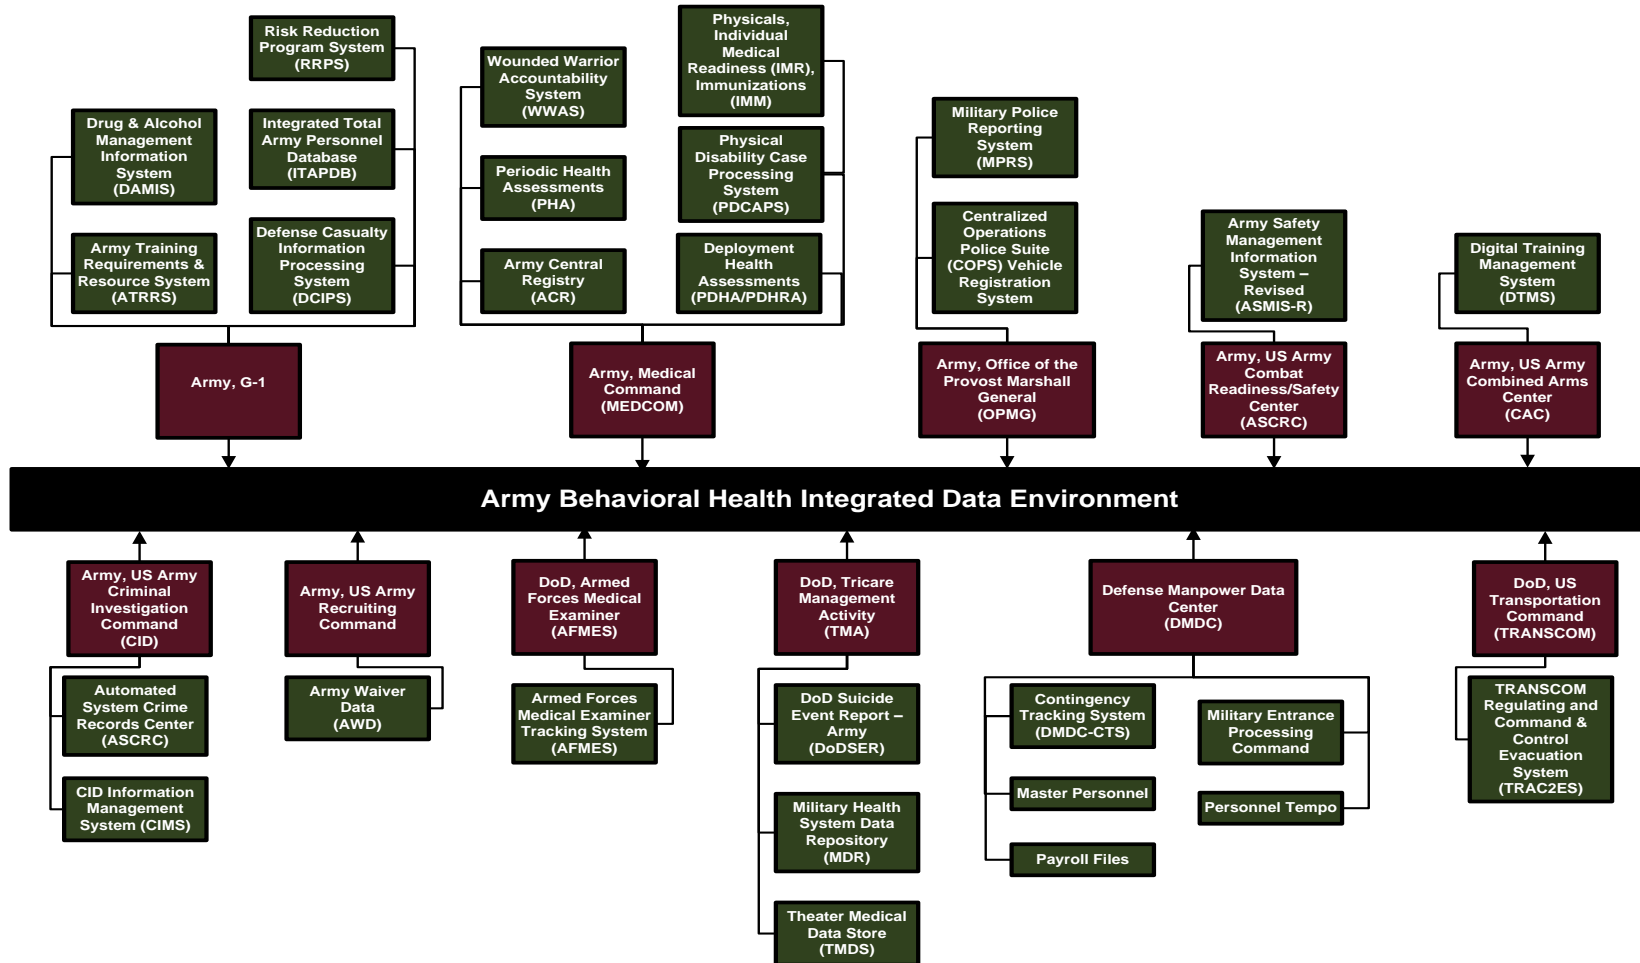 Risk Reduction
Program System
(RRPS)
Drug & Alcohol
Management
Information
System
(DAMIS)
Integrated Total
Army Personnel
Database
(ITAPDB)
Army Training
Requirements &
Resource System
(ATRRS)
Defense Casualty
Information
Processing
System
(DCIPS)
Wounded Warrior
Accountability
System
(WWAS)
Physicals,
Individual
Medical
Readiness (IMR),
Immunizations
(IMM)
Periodic Health
Assessments
(PHA)
Physical
Disability Case
Processing
System
(PDCAPS)
Army Central
Registry
(ACR)
Deployment
Health
Assessments
(PDHA/PDHRA)
Military Police
Reporting
System
(MPRS)
Centralized
Operations
Police Suite
(COPS) Vehicle
Registration
System
Army Safety
Management
Information
System –
Revised
(ASMIS-R)
Digital Training
Management
System
(DTMS)
Army, G-1
Army, Medical
Command
(MEDCOM)
Army, Office of the
Provost Marshall
General
(OPMG)
Army, US Army
Combat
Readiness/Safety
Center
(ASCRC)
Army, US Army
Combined Arms
Center
(CAC)
Army Behavioral Health Integrated Data Environment
Army, US Army
Criminal
Investigation
Command
(CID)
Army, US Army
Recruiting
Command
DoD, Armed
Forces Medical
Examiner
(AFMES)
DoD, Tricare
Management
Activity
(TMA)
Defense Manpower Data
Center
(DMDC)
DoD, US
Transportation
Command
(TRANSCOM)
Automated
System Crime
Records Center
(ASCRC)
CID Information
Management
System (CIMS)
Army Waiver
Data
(AWD)
Armed Forces
Medical Examiner
Tracking System
(AFMES)
DoD Suicide
Event Report –
Army
(DoDSER)
Military Health
System Data
Repository
(MDR)
Theater Medical
Data Store
(TMDS)
Contingency
Tracking System
(DMDC-CTS)
Master Personnel
Payroll Files
Military Entrance
Processing
Command
Personnel Tempo
TRANSCOM
Regulating and
Command &
Control
Evacuation
System
(TRAC2ES)